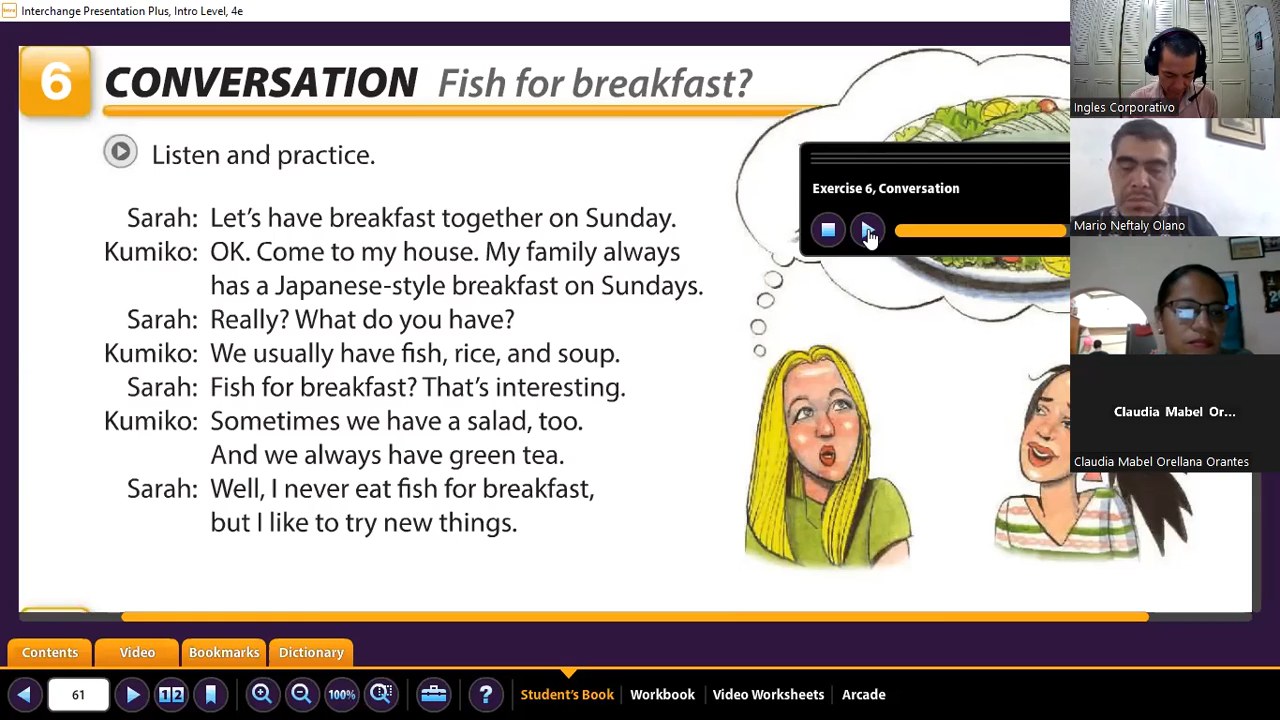 Interchange Presentation Plus, Intro Level, 4e
6 CONVERSATION Fish for breakfast?
Listen and practice.
Sarah: Let's have breakfast together on Sunday.
Kumiko: OK. Come to my house. My family always
has a Japanese-style breakfast on Sundays.
Sarah: Really? What do you have?
Kumiko: We usually have fish, rice, and soup.
Sarah: Fish for breakfast? That's interesting.
Kumiko: Sometimes we have a salad, too.
And we always have green tea.
Sarah: Well, I never eat fish for breakfast,
but I like to try new things.
Exercise 6, Conversation
Ingles Corporativo
Mario Neftaly Olano
Claudia Mabel Or...
Claudia Mabel Orellana Orantes
Contents Video Bookmarks Dictionary
61 1 2 100% ? Student's Book Workbook Video Worksheets Arcade